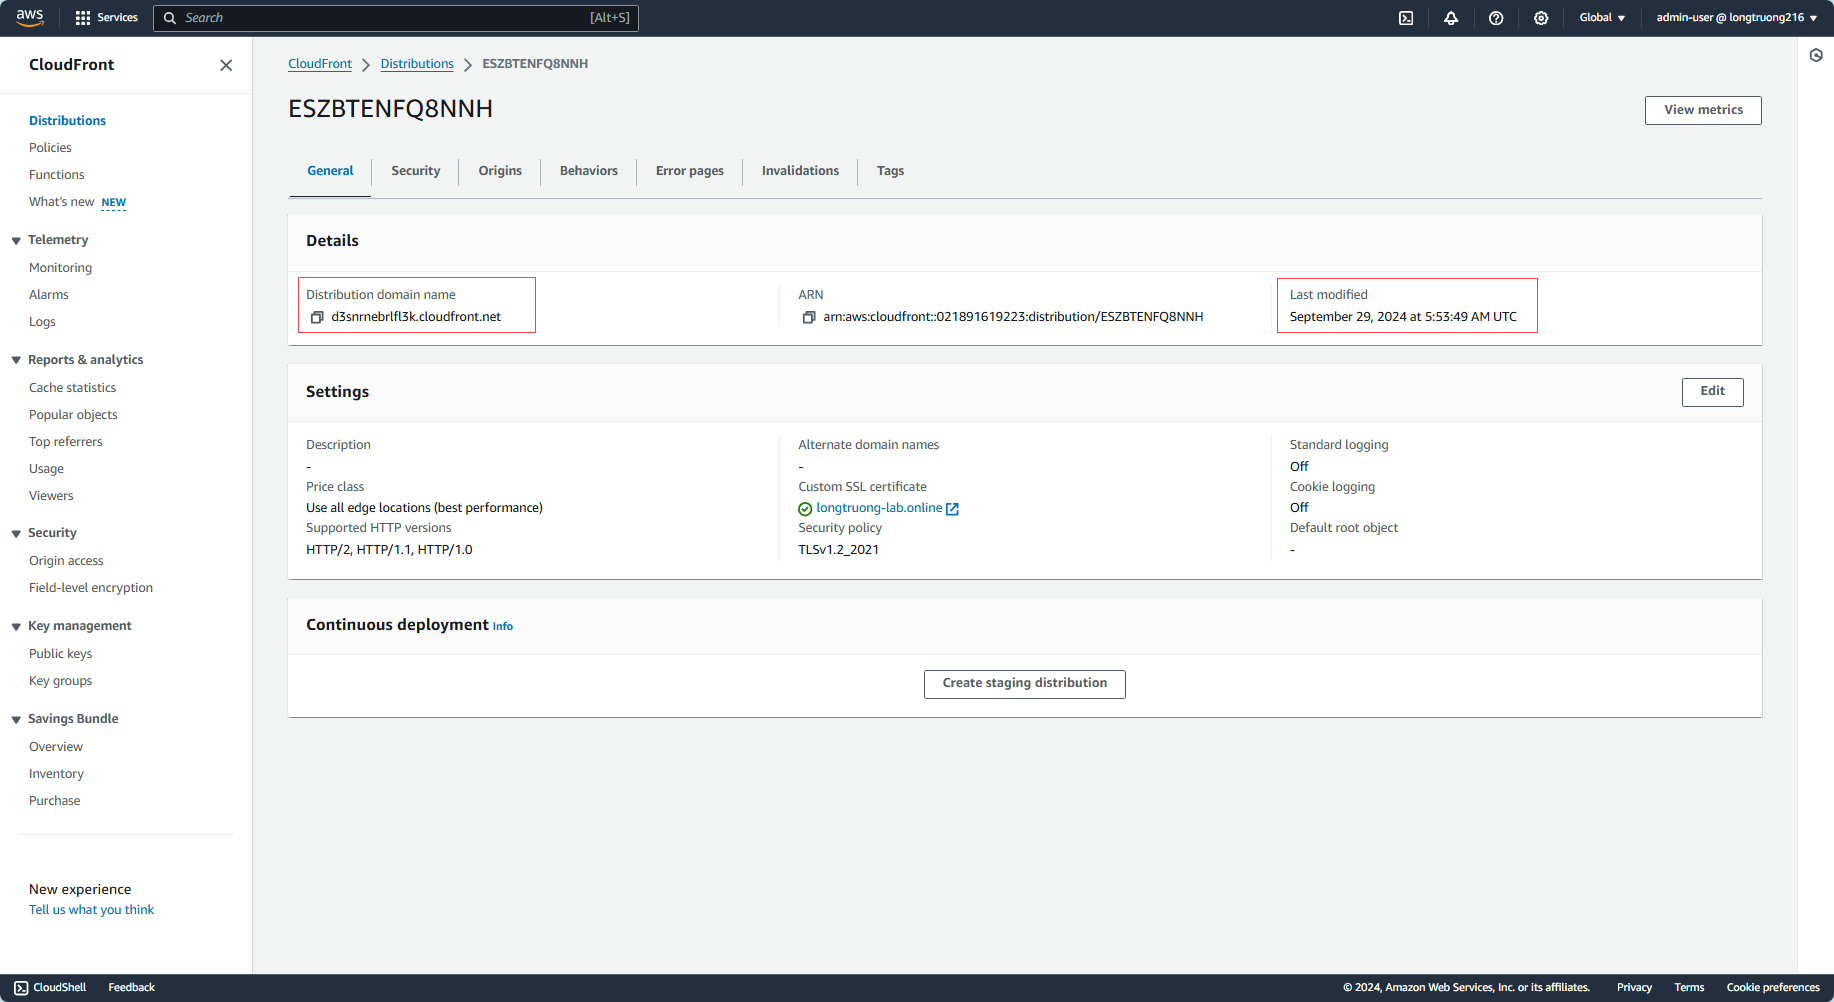 aws Services Search [Alt+S] Global admin-user @ longtruong216
CloudFront
Distributions
Policies
Functions
What's new NEW
Telemetry
Monitoring
Alarms
Logs
Reports & analytics
Cache statistics
Popular objects
Top referrers
Usage
Viewers
Security
Origin access
Field-level encryption
Key management
Public keys
Key groups
Savings Bundle
Overview
Inventory
Purchase
New experience
Tell us what you think
CloudFront Distributions ESZBTENFQ8NNH
ESZBTENFQ8NNH
View metrics
General Security Origins Behaviors Error pages Invalidations Tags
Details
Distribution domain name
d3snrnebrlfl3k.cloudfront.net
ARN
arn:aws:cloudfront::021891619223:distribution/ESZBTENFQ8NNH
Last modified
September 29, 2024 at 5:53:49 AM UTC
Settings
Edit
Description
-
Price class
Use all edge locations (best performance)
Supported HTTP versions
HTTP/2, HTTP/1.1, HTTP/1.0
Alternate domain names
-
Custom SSL certificate
longtruong-lab.online
Security policy
TLSv1.2_2021
Standard logging
Off
Cookie logging
Off
Default root object
-
Continuous deployment Info
Create staging distribution
CloudShell Feedback © 2024, Amazon Web Services, Inc. or its affiliates. Privacy Terms Cookie preferences